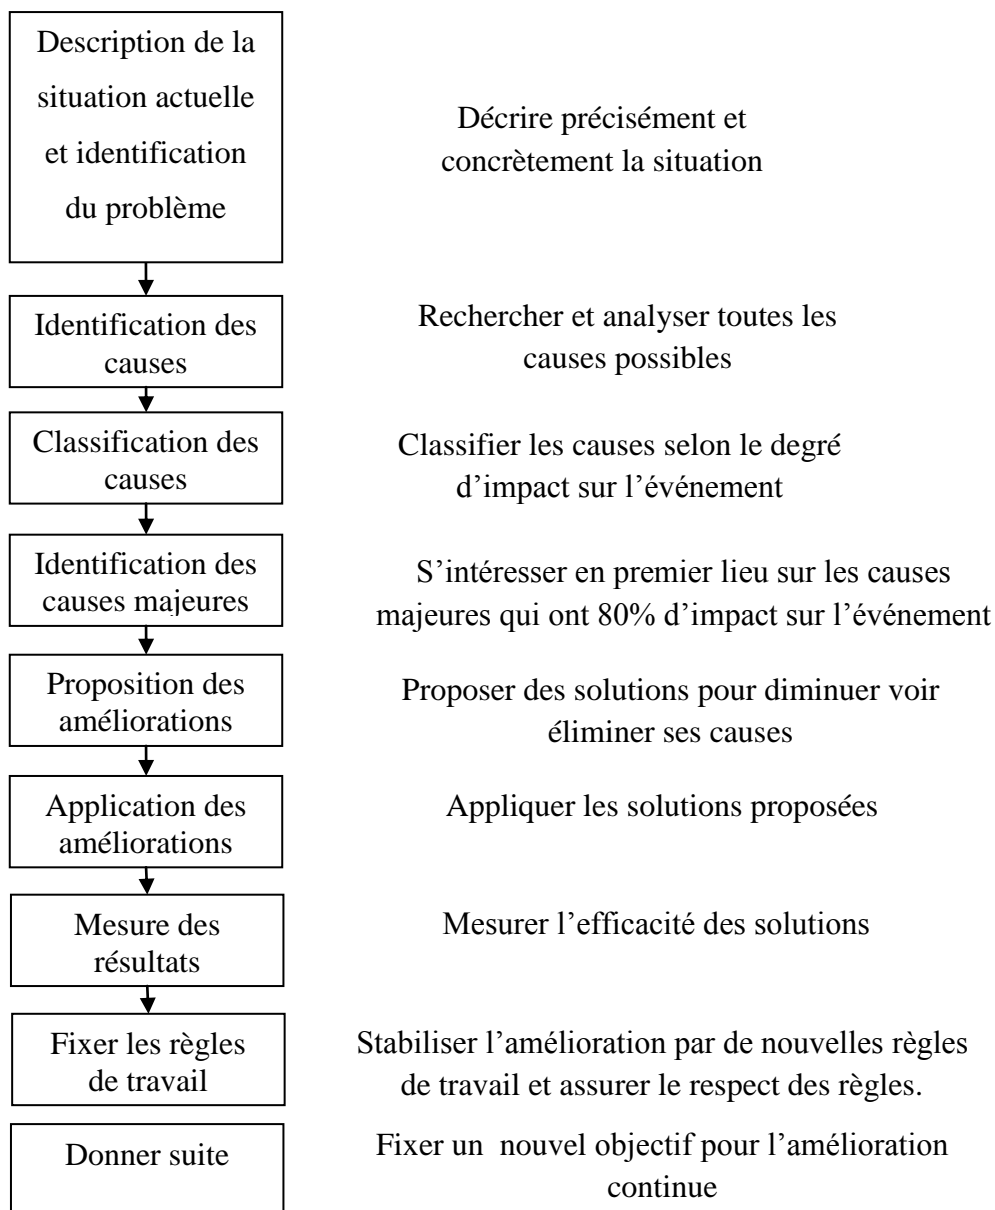 Description de la
situation actuelle
et identification
du problème
Décrire précisément et
concrètement la situation
Identification des
causes
Rechercher et analyser toutes les
causes possibles
Classification des
causes
Classifier les causes selon le degré
d’impact sur l’événement
Identification des
causes majeures
S’intéresser en premier lieu sur les causes
majeures qui ont 80% d’impact sur l’événement
Proposition des
améliorations
Proposer des solutions pour diminuer voir
éliminer ses causes
Application des
améliorations
Appliquer les solutions proposées
Mesure des
résultats
Mesurer l’efficacité des solutions
Fixer les règles
de travail
Stabiliser l’amélioration par de nouvelles règles
de travail et assurer le respect des règles.
Donner suite
Fixer un  nouvel objectif pour l’amélioration
continue